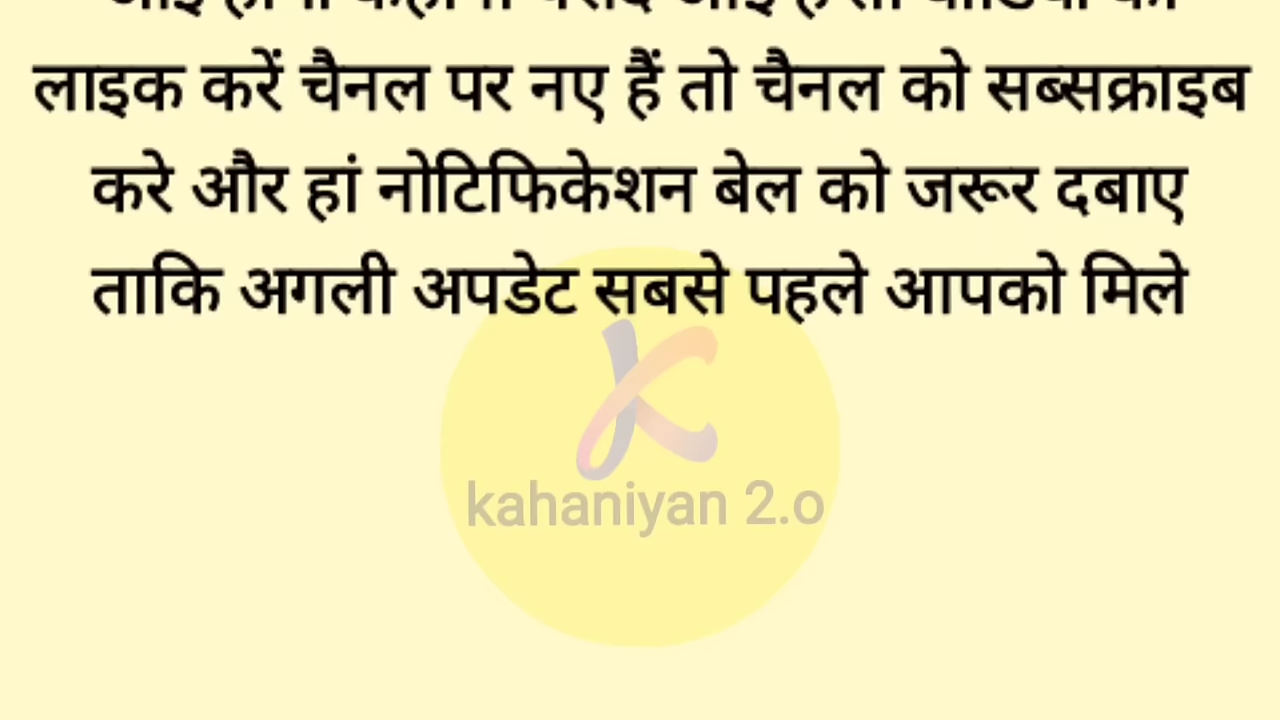 लाइक करें चैनल पर नए हैं तो चैनल को सब्सक्राइब
करे और हां नोटिफिकेशन बेल को जरूर दबाए
ताकि अगली अपडेट सबसे पहले आपको मिले
kahaniyan 2.o